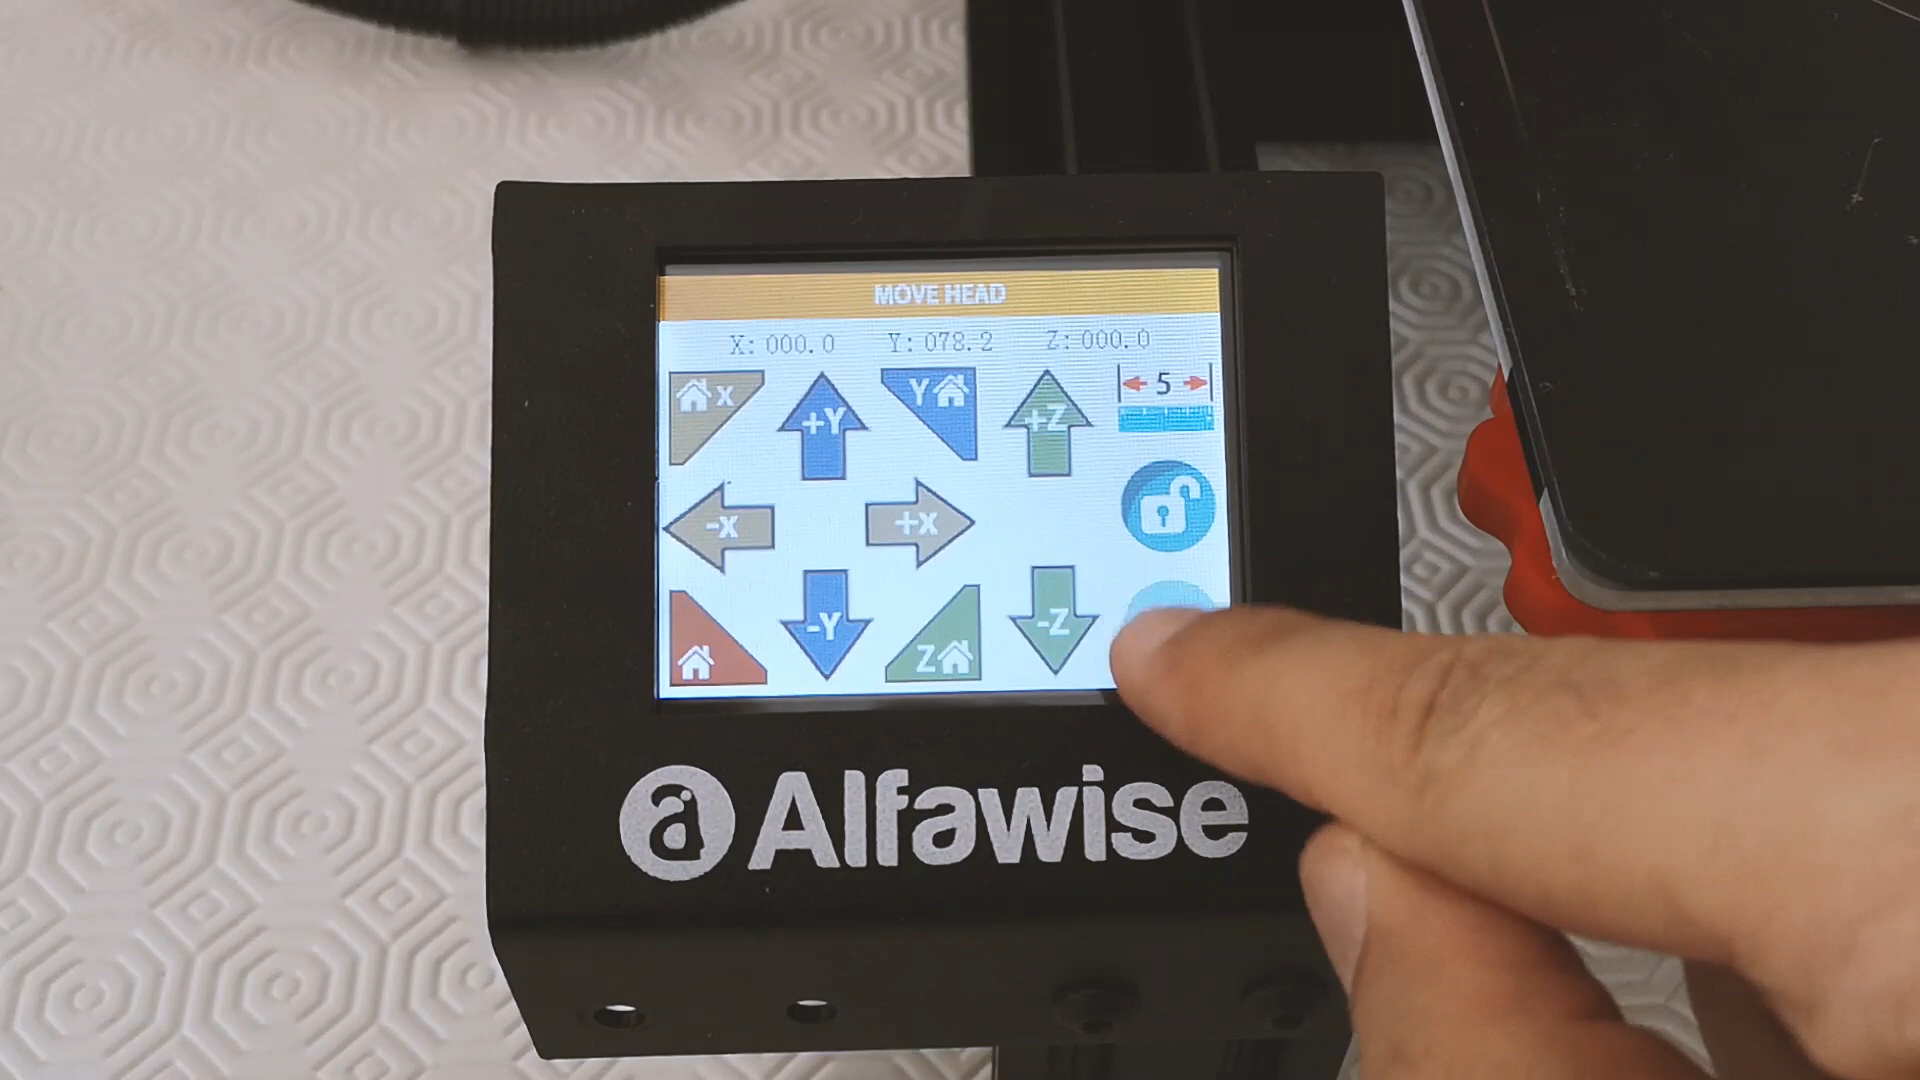 MOVE HEAD
X: 000.0 Y: 078.2 Z: 000.0
X +Y Y +Z 5
-X +X
-Y Z -Z
a Alfawise